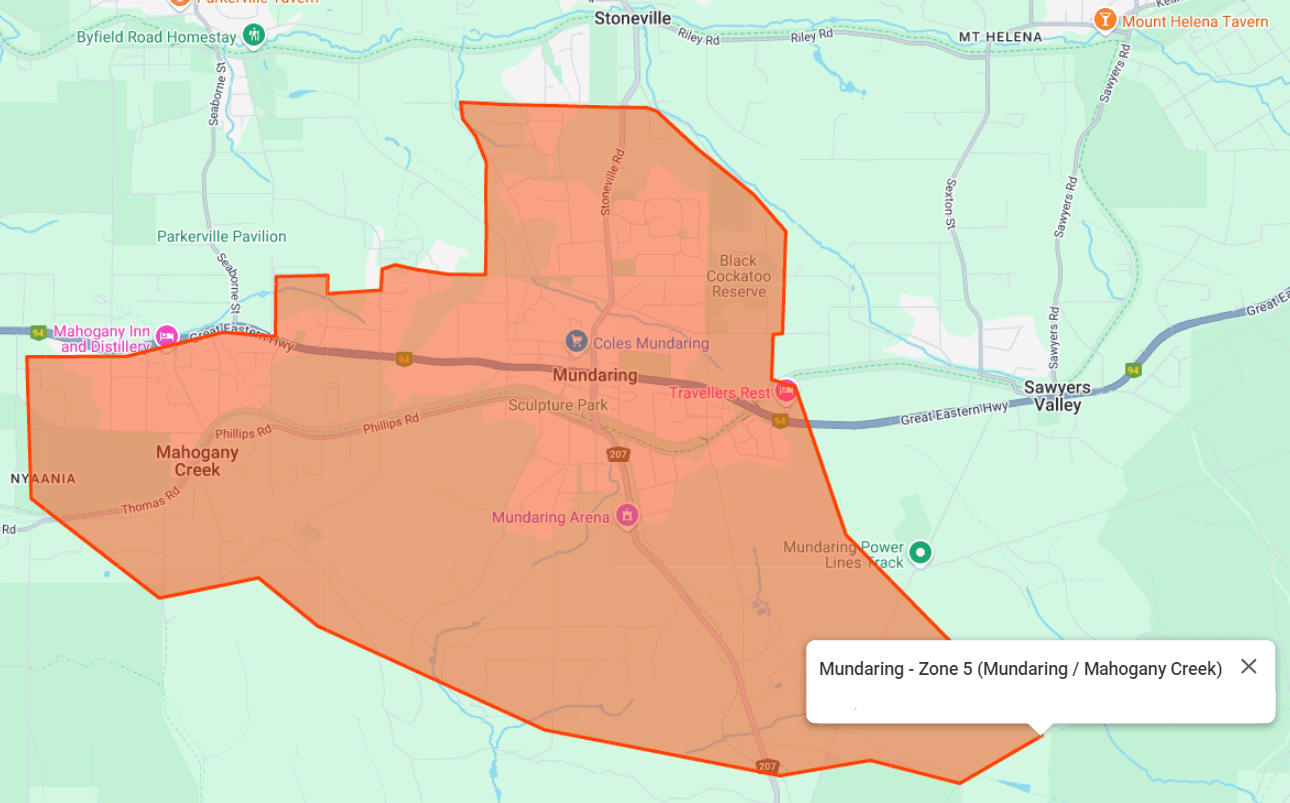 Parkerville Tavern
Stoneville
Mount Helena Tavern
Byfield Road Homestay
Riley Rd
Riley Rd
MT HELENA
Sawyers Rd
Seaborne St
Stoneville Rd
Sexton St
Sawyers Rd
Parkerville Pavilion
Seaborne St
Black
Cockatoo
Reserve
94
Mahogany Inn
and Distillery
Great Eastern Hwy
94
Coles Mundaring
Mundaring
Sawyers Rd
94
Travellers Rest
Sculpture Park
94
Sawyers
Valley
Great Eastern Hwy
Phillips Rd
Phillips Rd
Mahogany
Creek
207
NYAANIA
Thomas Rd
Rd
Mundaring Arena
Mundaring Power
Lines Track
Mundaring - Zone 5 (Mundaring / Mahogany Creek)
207